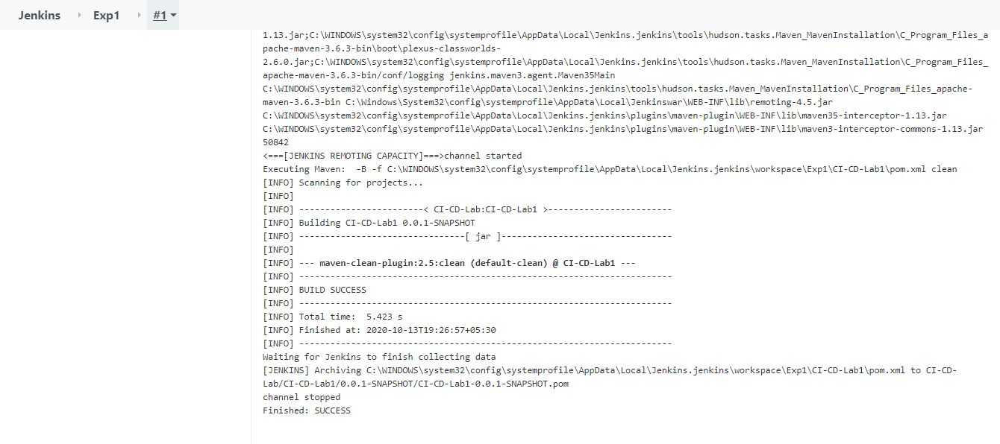 Jenkins Exp1 #1
1.13.jar;C:\WINDOWS\system32\config\systemprofile\AppData\Local\Jenkins.jenkins\tools\hudson.tasks.Maven_MavenInstallation\C_Program_Files_a
pache-maven-3.6.3-bin\boot\plexus-classworlds-
2.6.0.jar;C:\WINDOWS\system32\config\systemprofile\AppData\Local\Jenkins.jenkins\tools\hudson.tasks.Maven_MavenInstallation\C_Program_Files_
apache-maven-3.6.3-bin/conf/logging jenkins.maven3.agent.Maven35Main
C:\WINDOWS\system32\config\systemprofile\AppData\Local\Jenkins.jenkins\tools\hudson.tasks.Maven_MavenInstallation\C_Program_Files_apache-
maven-3.6.3-bin C:\Windows\System32\config\systemprofile\AppData\Local\Jenkinswar\WEB-INF\lib\remoting-4.5.jar
C:\WINDOWS\system32\config\systemprofile\AppData\Local\Jenkins.jenkins\plugins\maven-plugin\WEB-INF\lib\maven35-interceptor-1.13.jar
C:\WINDOWS\system32\config\systemprofile\AppData\Local\Jenkins.jenkins\plugins\maven-plugin\WEB-INF\lib\maven3-interceptor-commons-1.13.jar
50842
<===[JENKINS REMOTING CAPACITY]===>channel started
Executing Maven:  -B -f C:\WINDOWS\system32\config\systemprofile\AppData\Local\Jenkins.jenkins\workspace\Exp1\CI-CD-Lab1\pom.xml clean
[INFO] Scanning for projects...
[INFO]
[INFO] ------------------------< CI-CD-Lab:CI-CD-Lab1 >------------------------
[INFO] Building CI-CD-Lab1 0.0.1-SNAPSHOT
[INFO] --------------------------------[ jar ]---------------------------------
[INFO]
[INFO] --- maven-clean-plugin:2.5:clean (default-clean) @ CI-CD-Lab1 ---
[INFO] ------------------------------------------------------------------------
[INFO] BUILD SUCCESS
[INFO] ------------------------------------------------------------------------
[INFO] Total time:  5.423 s
[INFO] Finished at: 2020-10-13T19:26:57+05:30
[INFO] ------------------------------------------------------------------------
Waiting for Jenkins to finish collecting data
[JENKINS] Archiving C:\WINDOWS\system32\config\systemprofile\AppData\Local\Jenkins.jenkins\workspace\Exp1\CI-CD-Lab1\pom.xml to CI-CD-
Lab/CI-CD-Lab1/0.0.1-SNAPSHOT/CI-CD-Lab1-0.0.1-SNAPSHOT.pom
channel stopped
Finished: SUCCESS